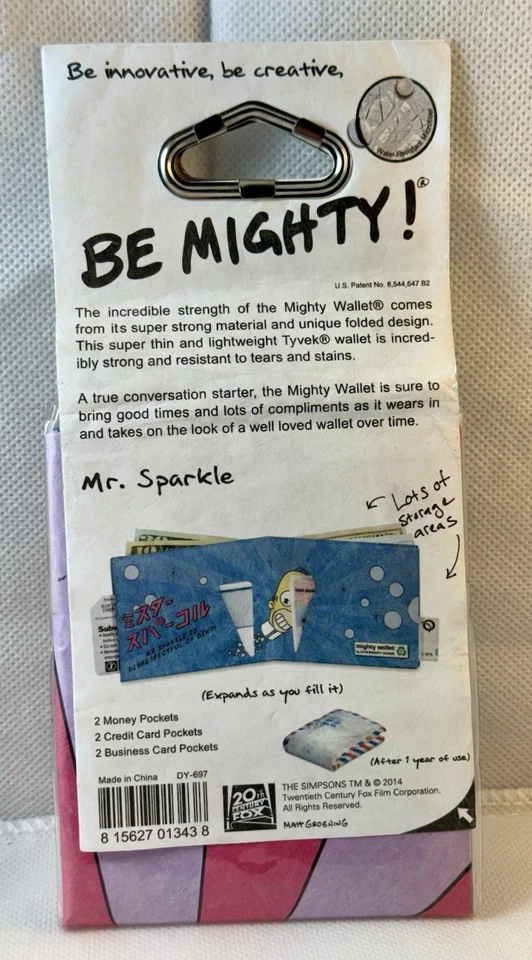 Be innovative, be creative,
Water-Resistant Microfiber
BE MIGHTY!®
U.S. Patent No. 8,544,647 B2
The incredible strength of the Mighty Wallet® comes
from its super strong material and unique folded design.
This super thin and lightweight Tyvek® wallet is incred-
ibly strong and resistant to tears and stains.
A true conversation starter, the Mighty Wallet is sure to
bring good times and lots of compliments as it wears in
and takes on the look of a well loved wallet over time.
Mr. Sparkle
Lots of
storage
areas
ミスター
スパーコル
MR. SPARKLE IS
DISRESPECTFUL OF DIRT!
mighty wallet
(Expands as you fill it)
2 Money Pockets
2 Credit Card Pockets
2 Business Card Pockets
(After 1 year of use)
Made in China DY-697
8 15627 01343 8
20th
CENTURY
FOX
THE SIMPSONS TM & © 2014
Twentieth Century Fox Film Corporation.
All Rights Reserved.
MATT GROENING